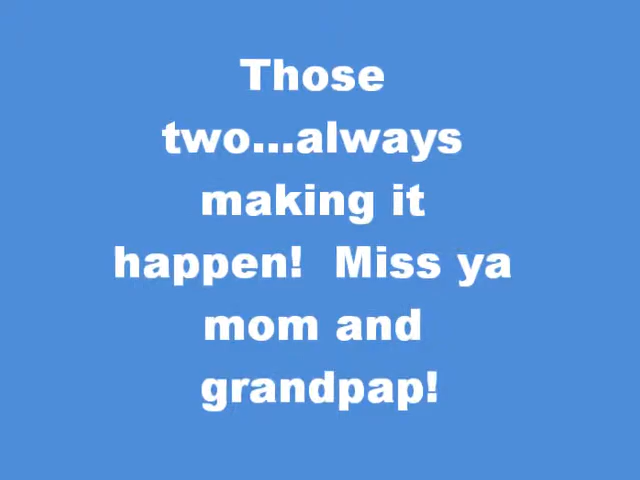 Those
two...always
making it
happen!  Miss ya
mom and
grandpap!